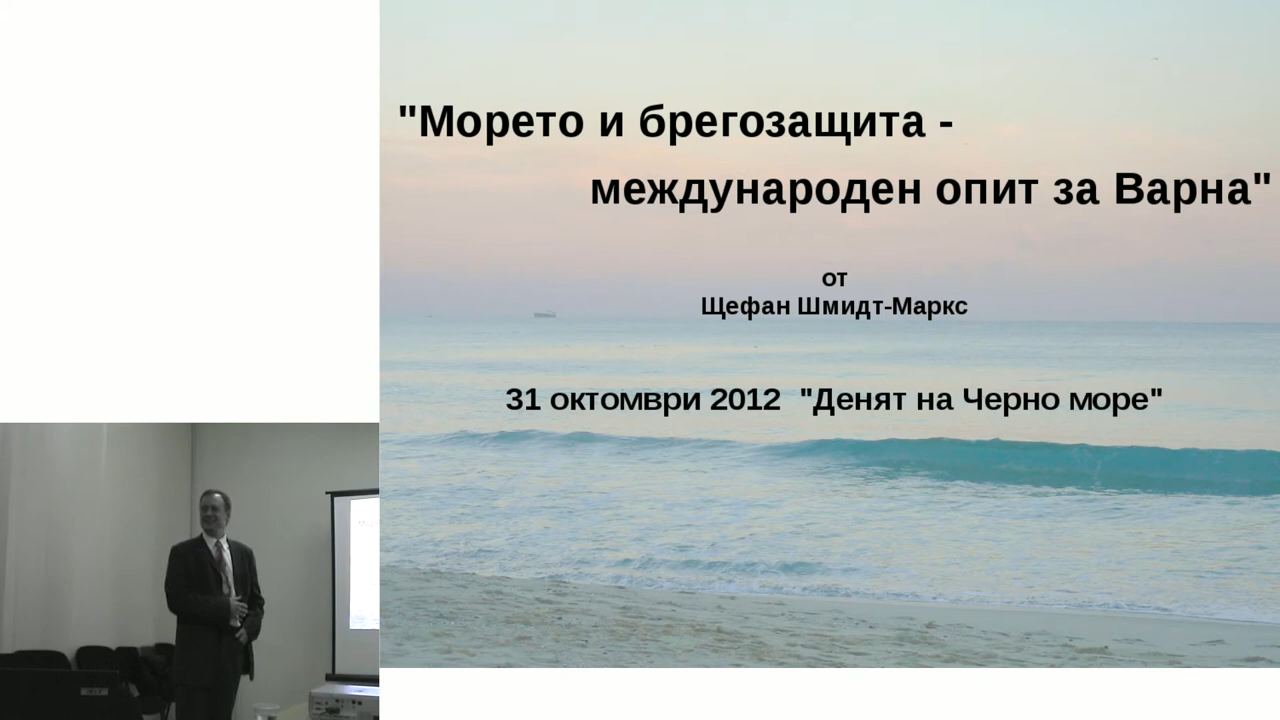 "Морето и брегозащита -
международен опит за Варна"
от
Щефан Шмидт-Маркс
31 октомври 2012 "Денят на Черно море"